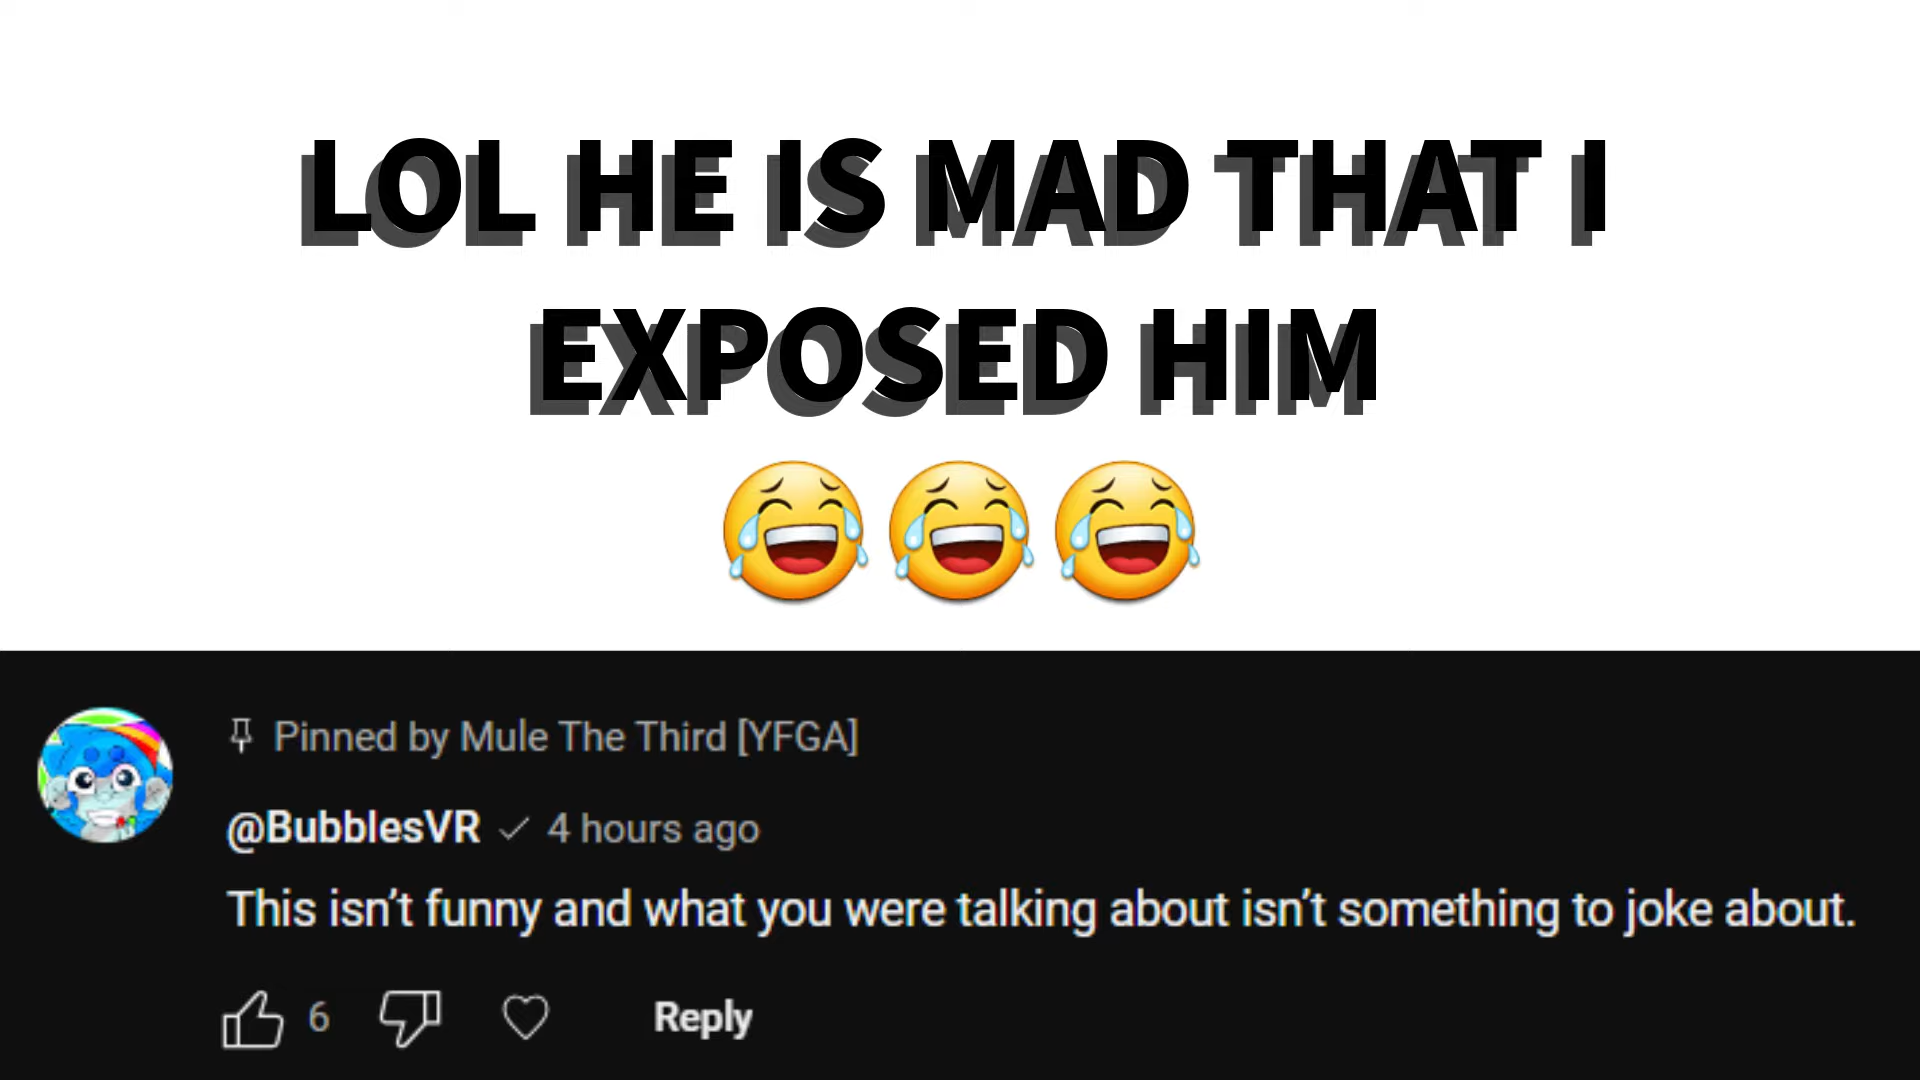 LOL HE IS MAD THAT I
EXPOSED HIM
😂😂😂
Pinned by Mule The Third [YFGA]
@BubblesVR ✓ 4 hours ago
This isn’t funny and what you were talking about isn’t something to joke about.
6 Reply